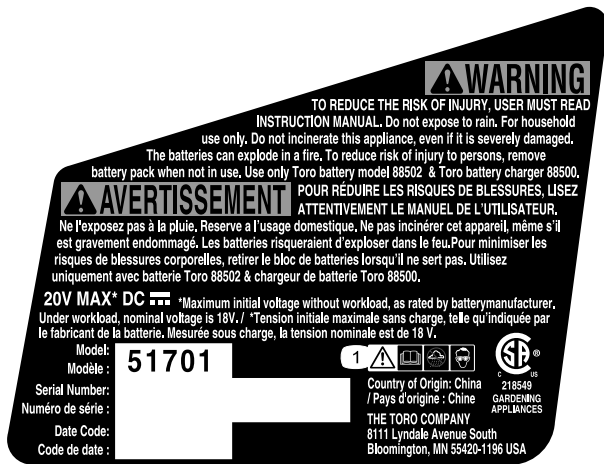 WARNING
TO REDUCE THE RISK OF INJURY, USER MUST READ
INSTRUCTION MANUAL. Do not expose to rain. For household
use only. Do not incinerate this appliance, even if it is severely damaged.
The batteries can explode in a fire. To reduce risk of injury to persons, remove
battery pack when not in use. Use only Toro battery model 88502 & Toro battery charger 88500.
AVERTISSEMENT POUR RÉDUIRE LES RISQUES DE BLESSURES, LISEZ
ATTENTIVEMENT LE MANUEL DE L'UTILISATEUR.
Ne l'exposez pas à la pluie. Reserve a l'usage domestique. Ne pas incinérer cet appareil, même s'il
est gravement endommagé. Les batteries risqueraient d'exploser dans le feu.Pour minimiser les
risques de blessures corporelles, retirer le bloc de batteries lorsqu'il ne sert pas. Utilisez
uniquement avec batterie Toro 88502 & chargeur de batterie Toro 88500.
20V MAX* DC *Maximum initial voltage without workload, as rated by batterymanufacturer.
Under workload, nominal voltage is 18V. / *Tension initiale maximale sans charge, telle qu'indiquée par
le fabricant de la batterie. Mesurée sous charge, la tension nominale est de 18 V.
Model: 51701
Modèle :
Serial Number:
Numéro de série :
Date Code:
Code de date :
1
Country of Origin: China
/ Pays d'origine : Chine
THE TORO COMPANY
8111 Lyndale Avenue South
Bloomington, MN 55420-1196 USA
SA ®
C US
218549
GARDENING
APPLIANCES